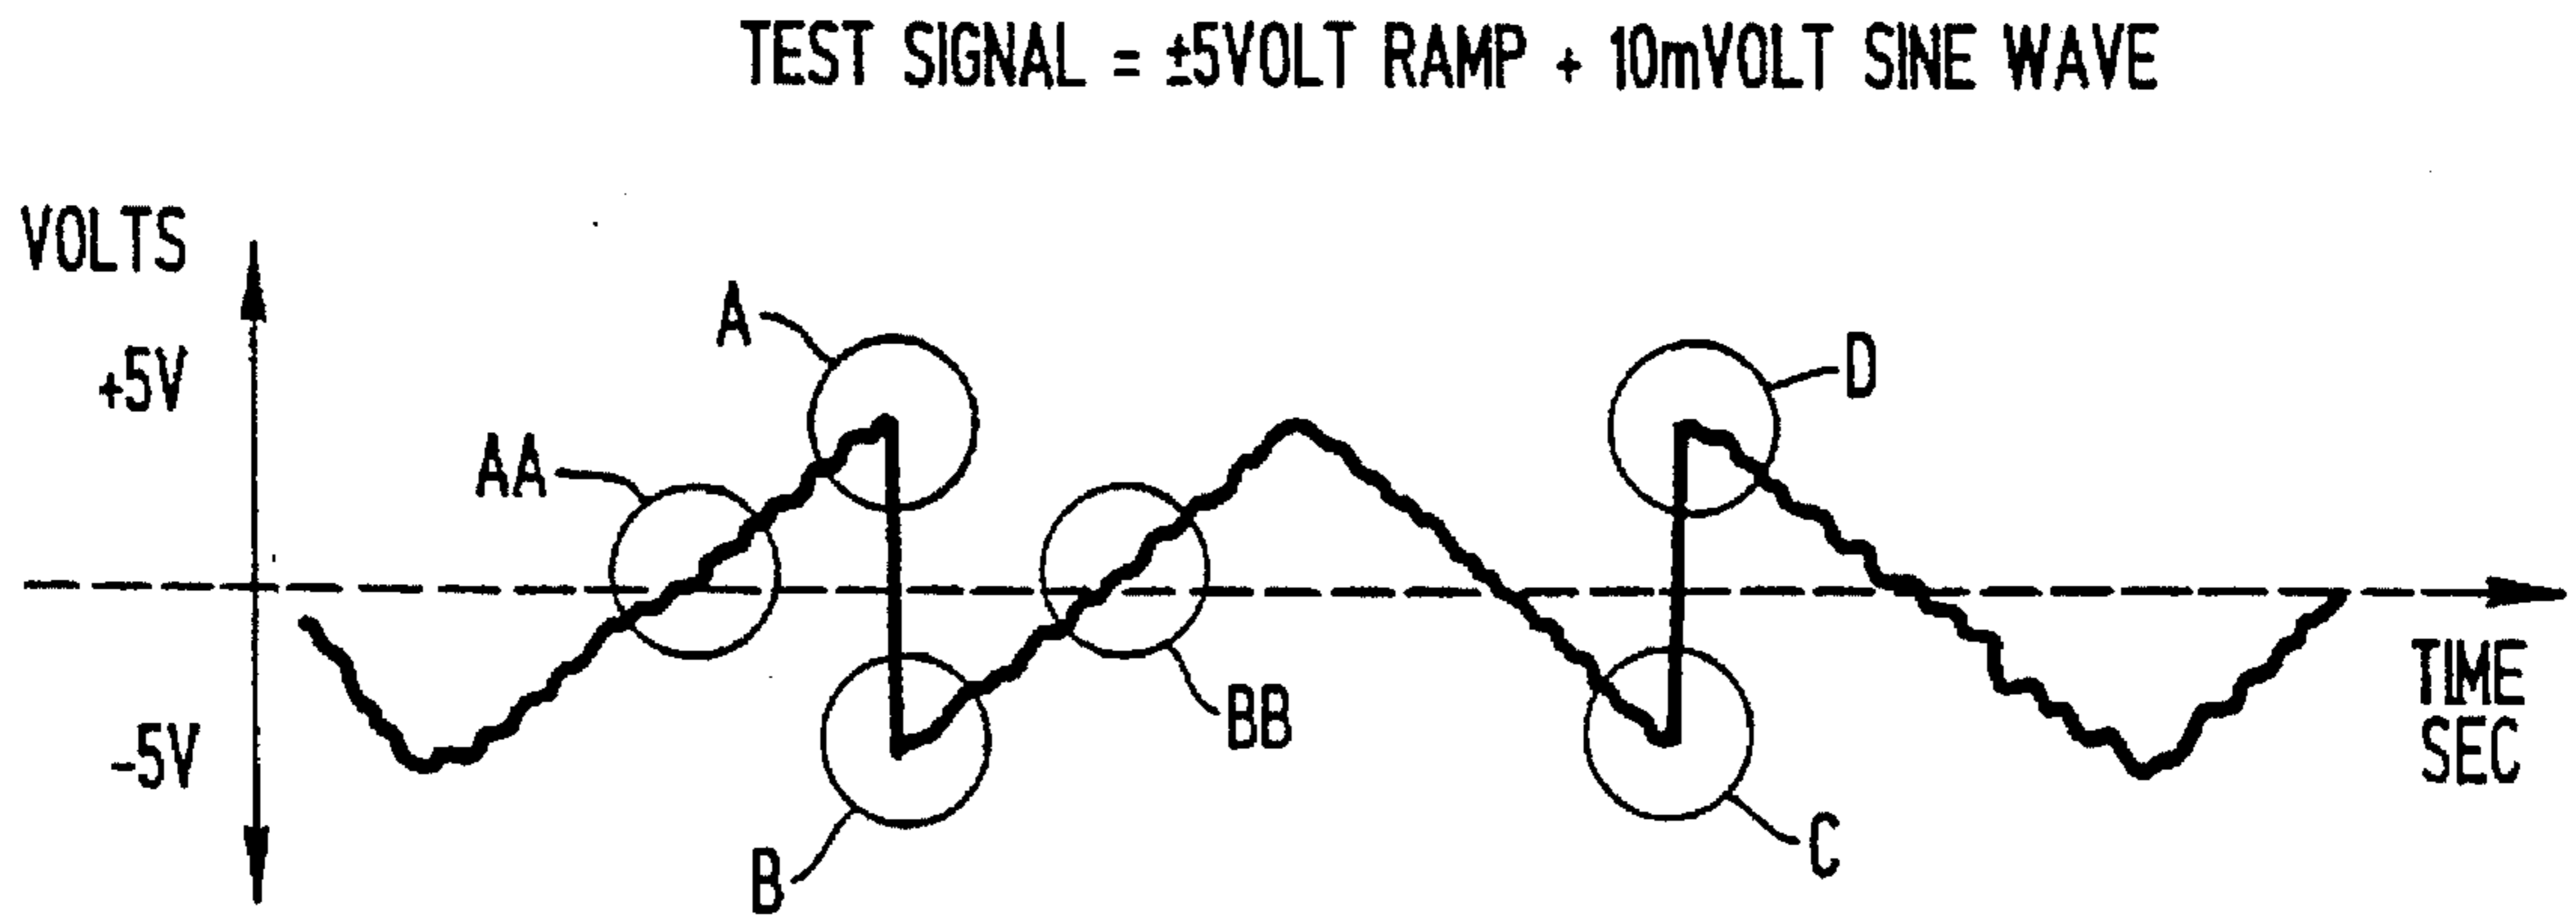 TEST SIGNAL = ±5VOLT RAMP + 10mVOLT SINE WAVE
VOLTS
+5V
-5V
A
AA
B
BB
D
C
TIME
SEC